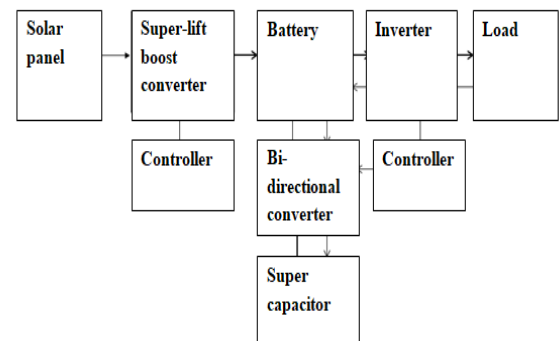 Solar
panel
Super-lift
boost
converter
Battery
Inverter
Load
Controller
Bi-
directional
converter
Controller
Super
capacitor